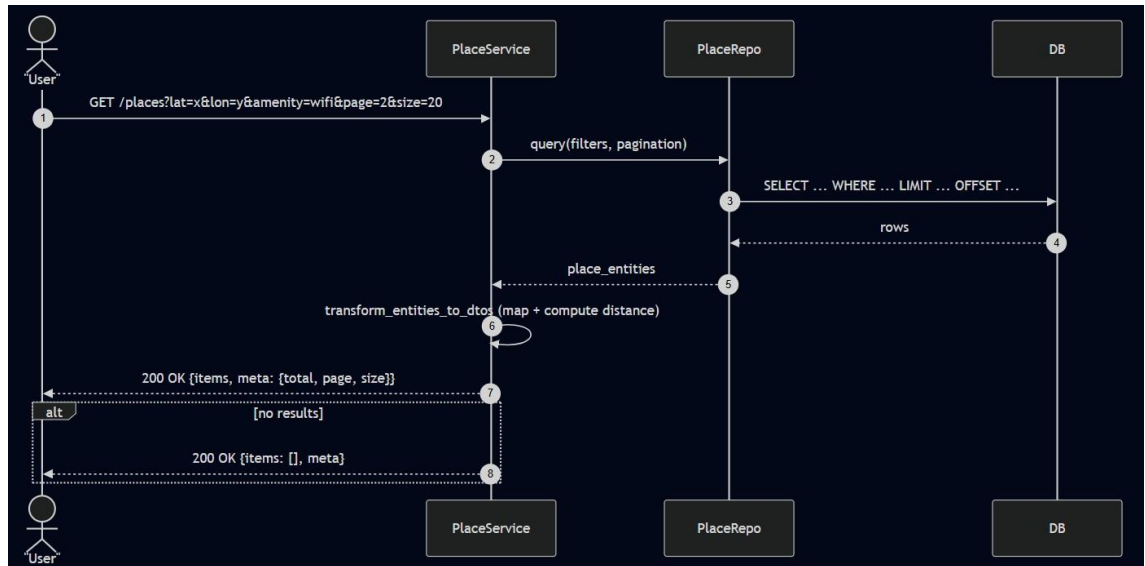 PlaceService
PlaceRepo
DB
"User"
GET /places?lat=x&lon=y&amenity=wifi&page=2&size=20
1
query(filters, pagination)
2
SELECT ... WHERE ... LIMIT ... OFFSET ...
3
rows
4
place_entities
5
transform_entities_to_dtos (map + compute distance)
6
200 OK {items, meta: {total, page, size}}
7
alt
[no results]
200 OK {items: [], meta}
8
PlaceService
PlaceRepo
DB
"User"